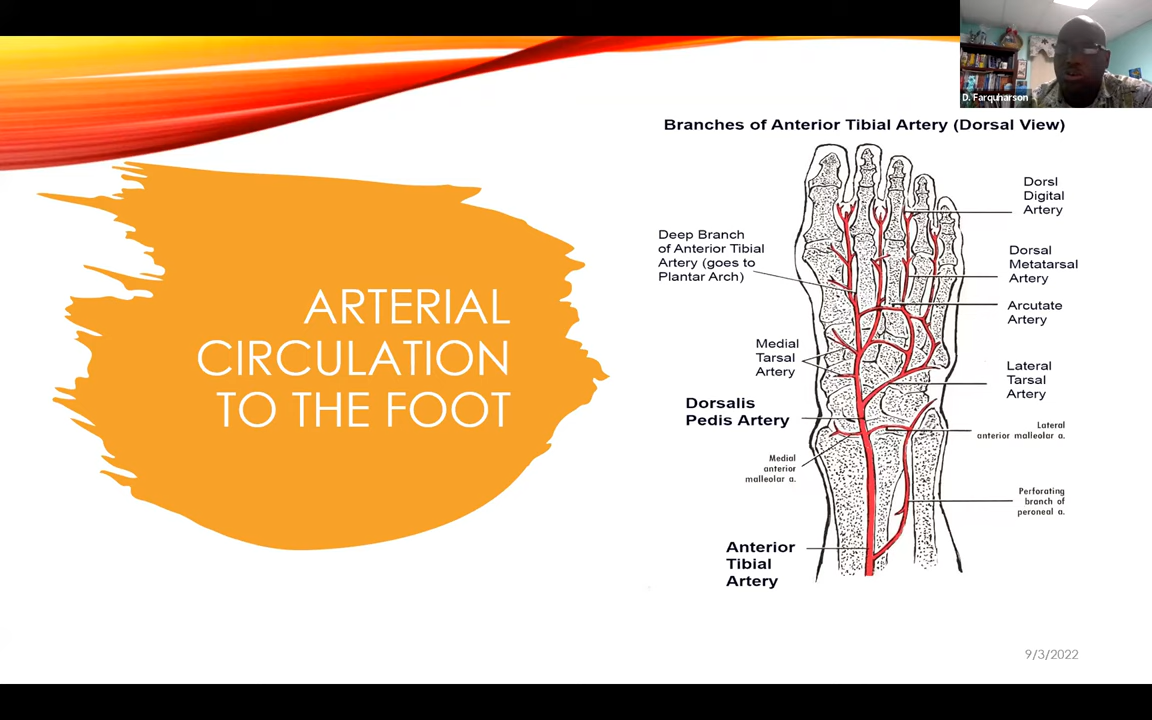 D. Farquharson
ARTERIAL
CIRCULATION
TO THE FOOT
Branches of Anterior Tibial Artery (Dorsal View)
Dorsl
Digital
Artery
Deep Branch
of Anterior Tibial
Artery (goes to
Plantar Arch)
Dorsal
Metatarsal
Artery
Arcutate
Artery
Medial
Tarsal
Artery
Lateral
Tarsal
Artery
Dorsalis
Pedis Artery
Lateral
anterior malleolar a.
Medial
anterior
malleolar a.
Perforating
branch of
peroneal a.
Anterior
Tibial
Artery
9/3/2022